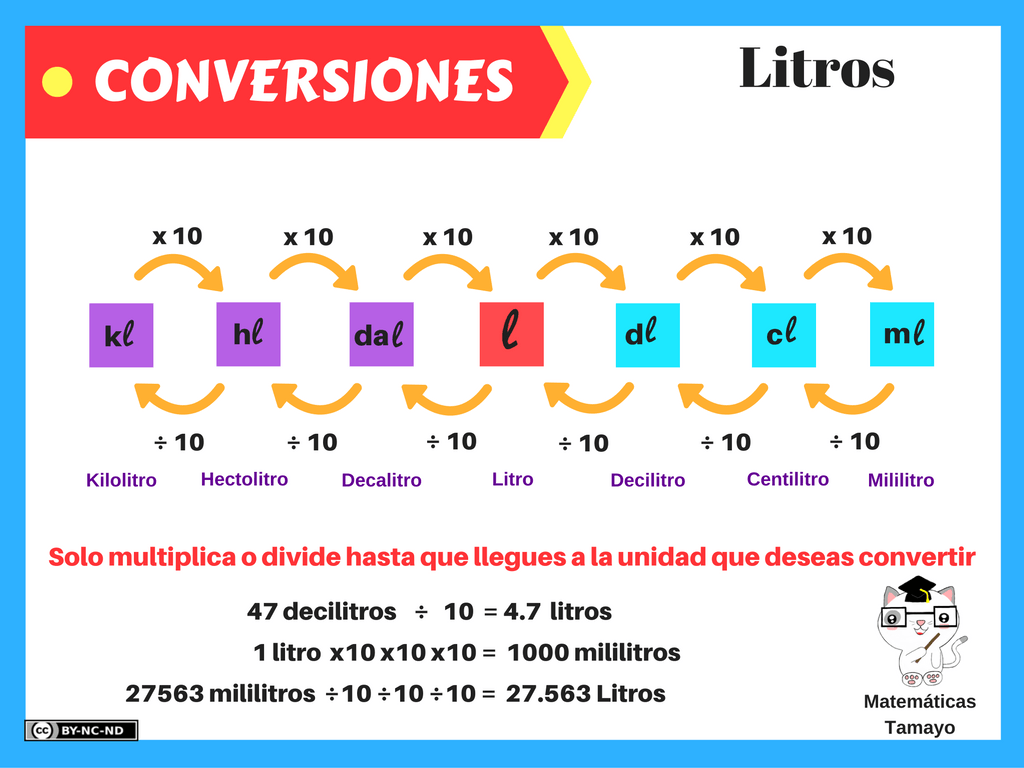 CONVERSIONES
Litros
x 10 x 10 x 10 x 10 x 10 x 10
kℓ hℓ daℓ ℓ dℓ cℓ mℓ
÷ 10 ÷ 10 ÷ 10 ÷ 10 ÷ 10 ÷ 10
Kilolitro Hectolitro Decalitro Litro Decilitro Centilitro Mililitro
Solo multiplica o divide hasta que llegues a la unidad que deseas convertir
47 decilitros ÷ 10 = 4.7 litros
1 litro x10 x10 x10 = 1000 mililitros
27563 mililitros ÷10 ÷10 ÷10 = 27.563 Litros
Matemáticas
Tamayo
cc BY-NC-ND